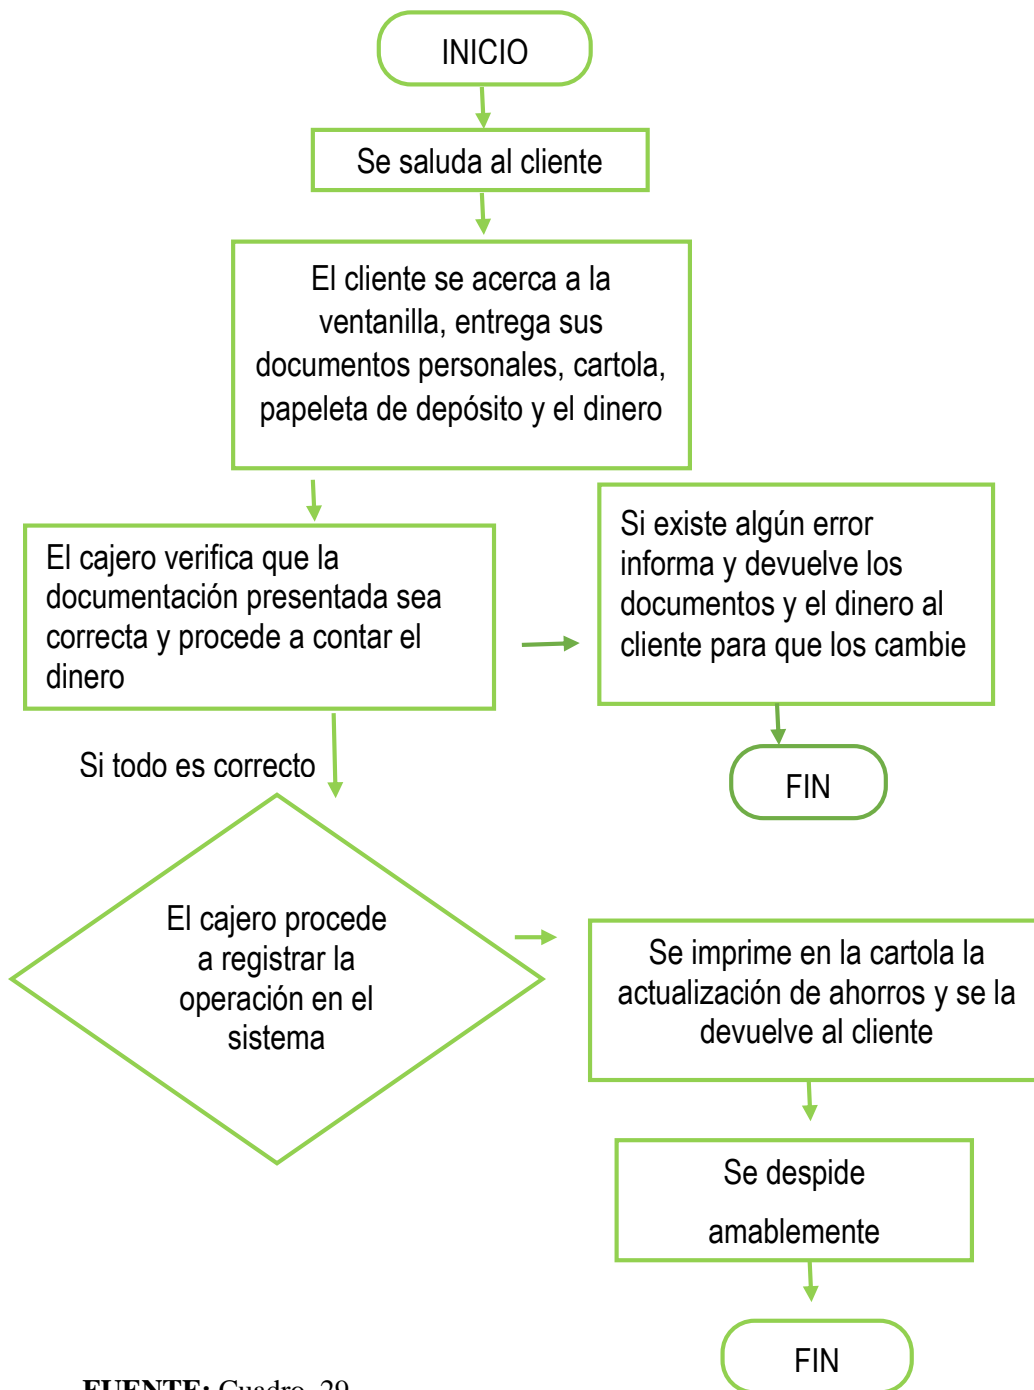 INICIO
Se saluda al cliente
El cliente se acerca a la
ventanilla, entrega sus
documentos personales, cartola,
papeleta de depósito y el dinero
El cajero verifica que la
documentación presentada sea
correcta y procede a contar el
dinero
Si existe algún error
informa y devuelve los
documentos y el dinero al
cliente para que los cambie
FIN
Si todo es correcto
El cajero procede
a registrar la
operación en el
sistema
Se imprime en la cartola la
actualización de ahorros y se la
devuelve al cliente
Se despide
amablemente
FIN
FUENTE: Cuadro 29